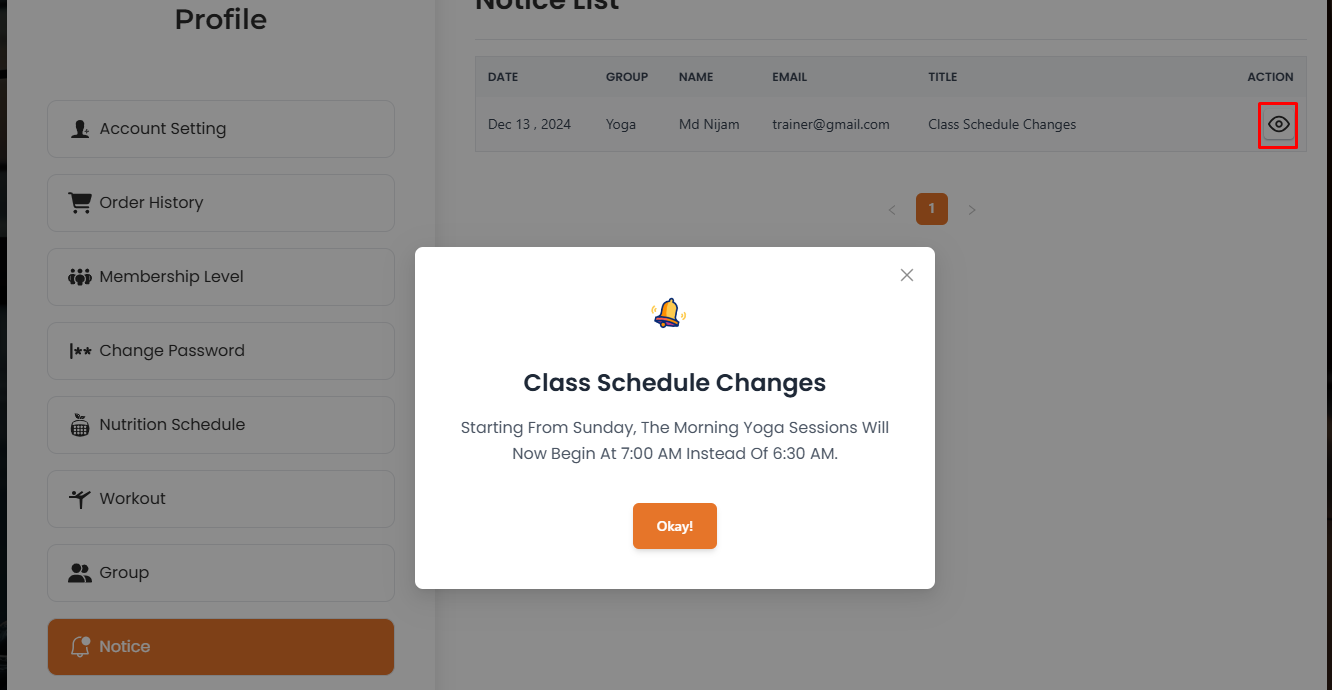 Profile
Account Setting
Order History
Membership Level
Change Password
Nutrition Schedule
Workout
Group
Notice
Notice List
DATE GROUP NAME EMAIL TITLE ACTION
Dec 13 , 2024 Yoga Md Nijam trainer@gmail.com Class Schedule Changes
1
Class Schedule Changes
Starting From Sunday, The Morning Yoga Sessions Will
Now Begin At 7:00 AM Instead Of 6:30 AM.
Okay!